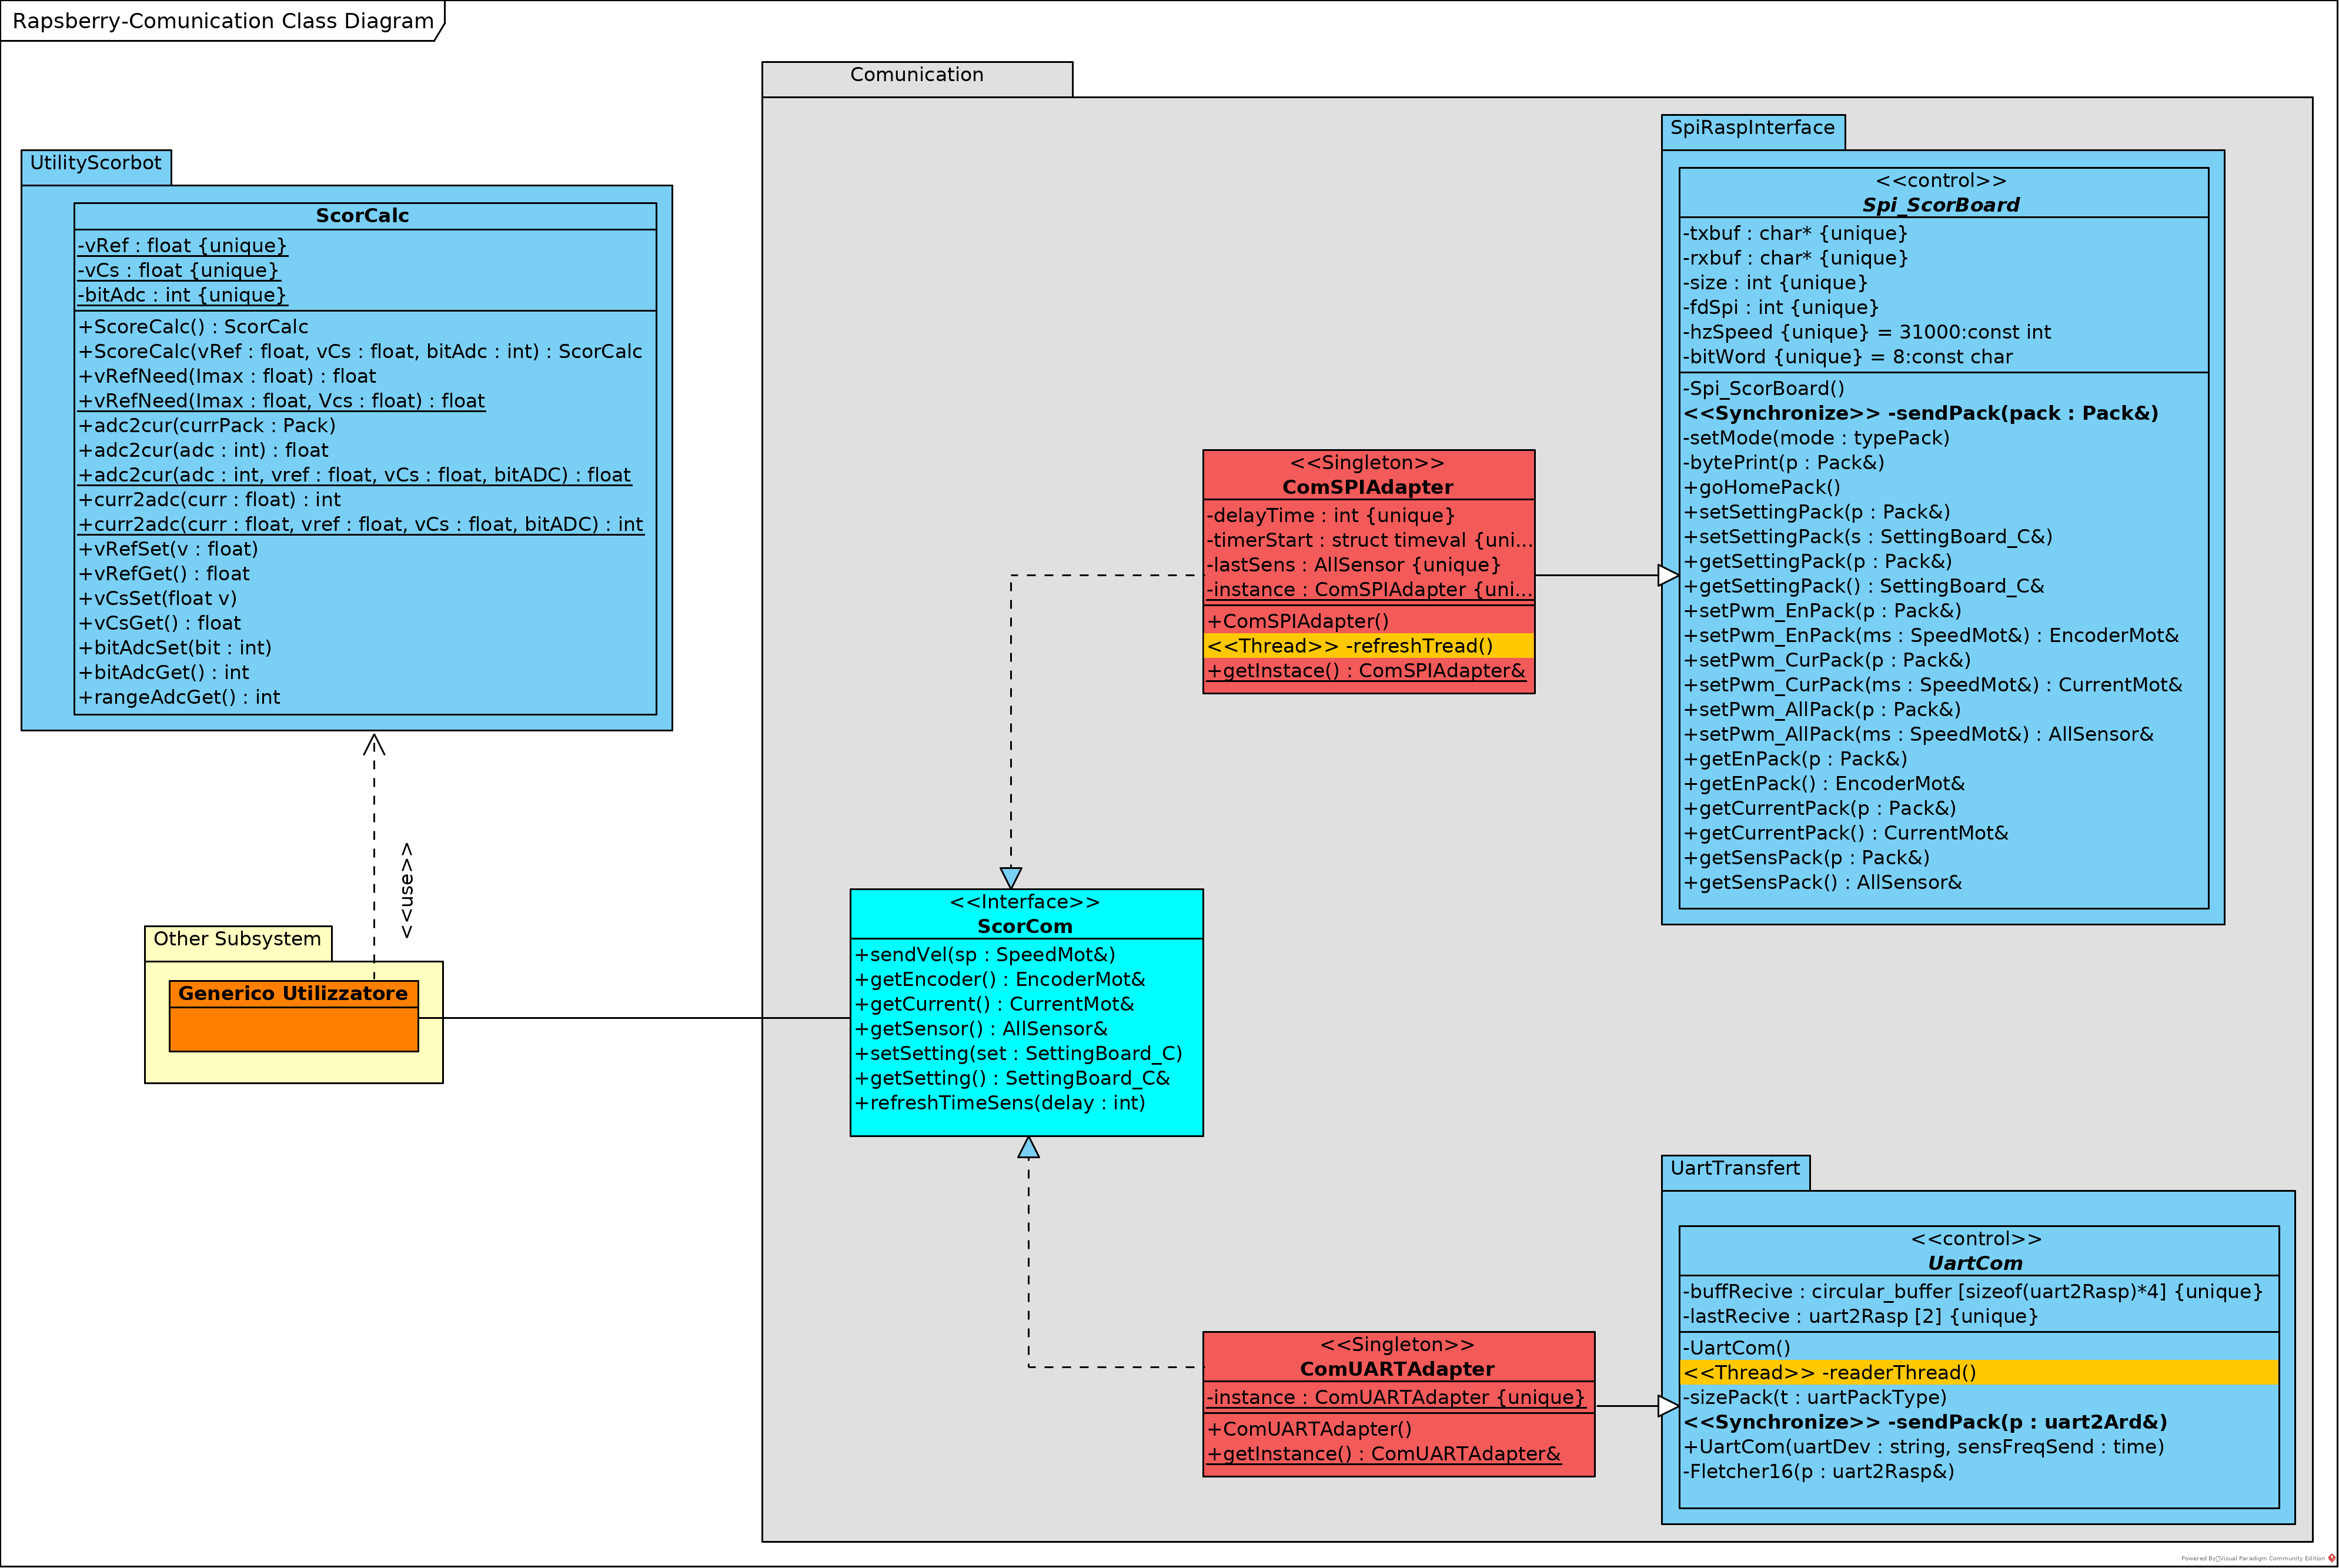 Rapsberry-Comunication Class Diagram
Comunication
UtilityScorbot
ScorCalc
-vRef : float {unique}
-vCs : float {unique}
-bitAdc : int {unique}
+ScoreCalc() : ScorCalc
+ScoreCalc(vRef : float, vCs : float, bitAdc : int) : ScorCalc
+vRefNeed(Imax : float) : float
+vRefNeed(Imax : float, Vcs : float) : float
+adc2cur(currPack : Pack)
+adc2cur(adc : int) : float
+adc2cur(adc : int, vref : float, vCs : float, bitADC) : float
+curr2adc(curr : float) : int
+curr2adc(curr : float, vref : float, vCs : float, bitADC) : int
+vRefSet(v : float)
+vRefGet() : float
+vCsSet(float v)
+vCsGet() : float
+bitAdcSet(bit : int)
+bitAdcGet() : int
+rangeAdcGet() : int
<<use>>
Other Subsystem
Generico Utilizzatore
<<Singleton>>
ComSPIAdapter
-delayTime : int {unique}
-timerStart : struct timeval {uni...
-lastSens : AllSensor {unique}
-instance : ComSPIAdapter {uni...
+ComSPIAdapter()
<<Thread>> -refreshTread()
+getInstace() : ComSPIAdapter&
<<Interface>>
ScorCom
+sendVel(sp : SpeedMot&)
+getEncoder() : EncoderMot&
+getCurrent() : CurrentMot&
+getSensor() : AllSensor&
+setSetting(set : SettingBoard_C)
+getSetting() : SettingBoard_C&
+refreshTimeSens(delay : int)
<<Singleton>>
ComUARTAdapter
-instance : ComUARTAdapter {unique}
+ComUARTAdapter()
+getInstance() : ComUARTAdapter&
SpiRaspInterface
<<control>>
Spi_ScorBoard
-txbuf : char* {unique}
-rxbuf : char* {unique}
-size : int {unique}
-fdSpi : int {unique}
-hzSpeed {unique} = 31000:const int
-bitWord {unique} = 8:const char
-Spi_ScorBoard()
<<Synchronize>> -sendPack(pack : Pack&)
-setMode(mode : typePack)
-bytePrint(p : Pack&)
+goHomePack()
+setSettingPack(p : Pack&)
+setSettingPack(s : SettingBoard_C&)
+getSettingPack(p : Pack&)
+getSettingPack() : SettingBoard_C&
+setPwm_EnPack(p : Pack&)
+setPwm_EnPack(ms : SpeedMot&) : EncoderMot&
+setPwm_CurPack(p : Pack&)
+setPwm_CurPack(ms : SpeedMot&) : CurrentMot&
+setPwm_AllPack(p : Pack&)
+setPwm_AllPack(ms : SpeedMot&) : AllSensor&
+getEnPack(p : Pack&)
+getEnPack() : EncoderMot&
+getCurrentPack(p : Pack&)
+getCurrentPack() : CurrentMot&
+getSensPack(p : Pack&)
+getSensPack() : AllSensor&
UartTransfert
<<control>>
UartCom
-buffRecive : circular_buffer [sizeof(uart2Rasp)*4] {unique}
-lastRecive : uart2Rasp [2] {unique}
-UartCom()
<<Thread>> -readerThread()
-sizePack(t : uartPackType)
<<Synchronize>> -sendPack(p : uart2Ard&)
+UartCom(uartDev : string, sensFreqSend : time)
-Fletcher16(p : uart2Rasp&)
Powered By Visual Paradigm Community Edition